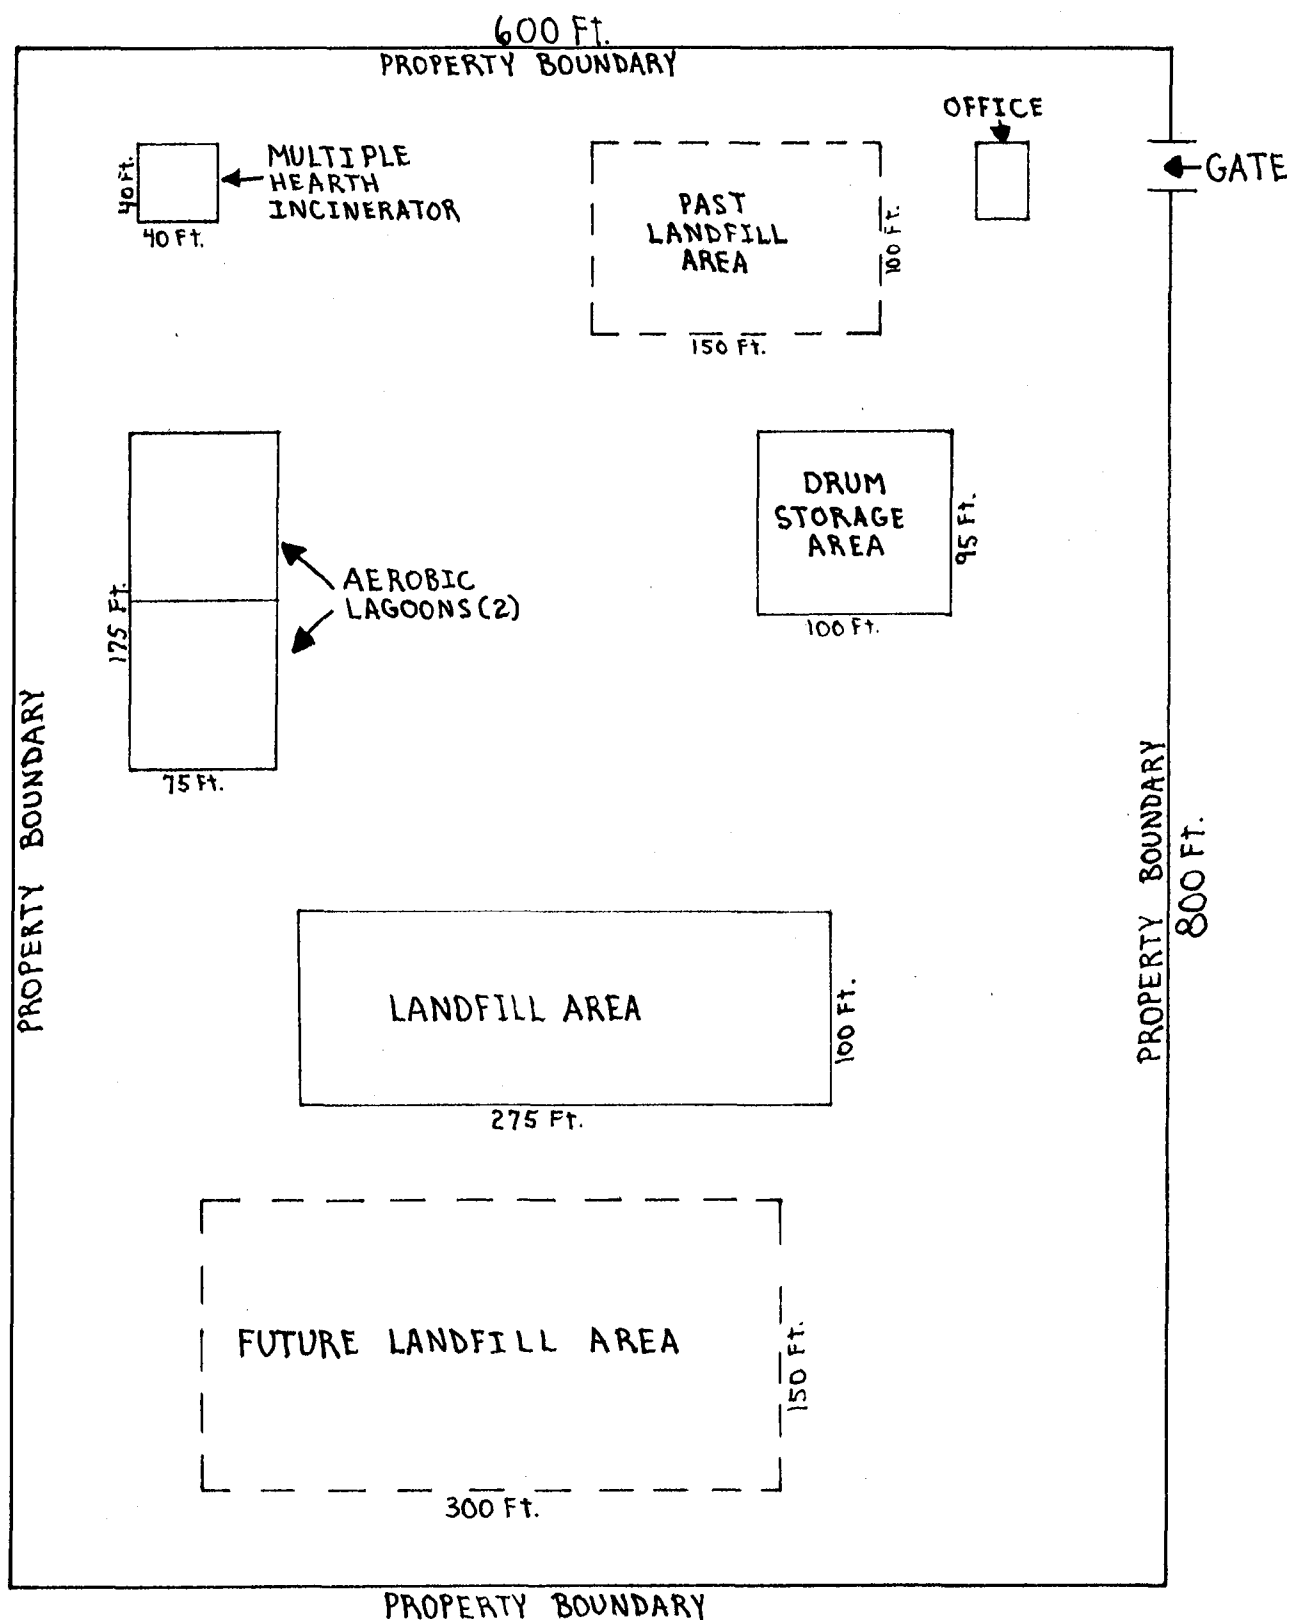 600 Ft.
PROPERTY BOUNDARY
OFFICE
GATE
MULTIPLE
HEARTH
INCINERATOR
40 Ft.
40 Ft.
PAST
LANDFILL
AREA
100 Ft.
150 Ft.
DRUM
STORAGE
AREA
95 Ft.
100 Ft.
AEROBIC
LAGOONS (2)
175 Ft.
75 Ft.
PROPERTY BOUNDARY
PROPERTY BOUNDARY
800 Ft.
LANDFILL AREA
100 Ft.
275 Ft.
FUTURE LANDFILL AREA
150 Ft.
300 Ft.
PROPERTY BOUNDARY